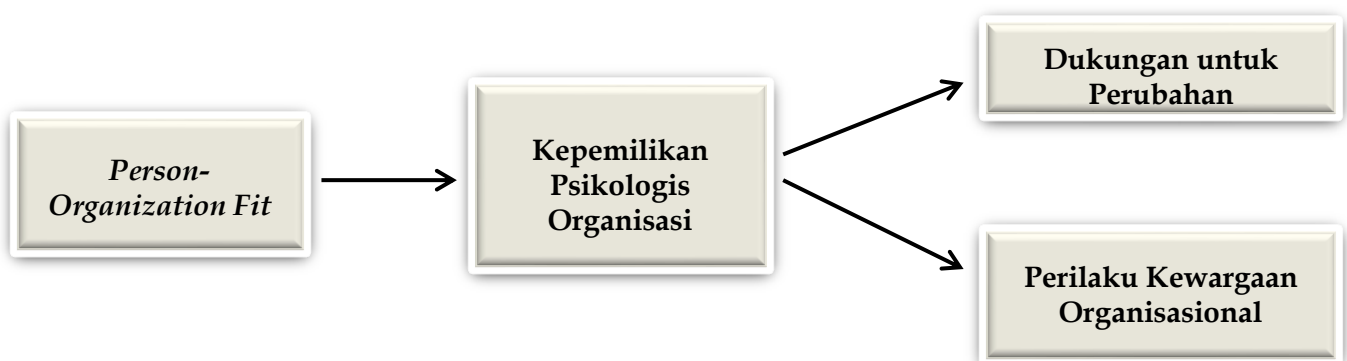 Person-
Organization Fit
Kepemilikan
Psikologis
Organisasi
Dukungan untuk
Perubahan
Perilaku Kewargaan
Organisasional